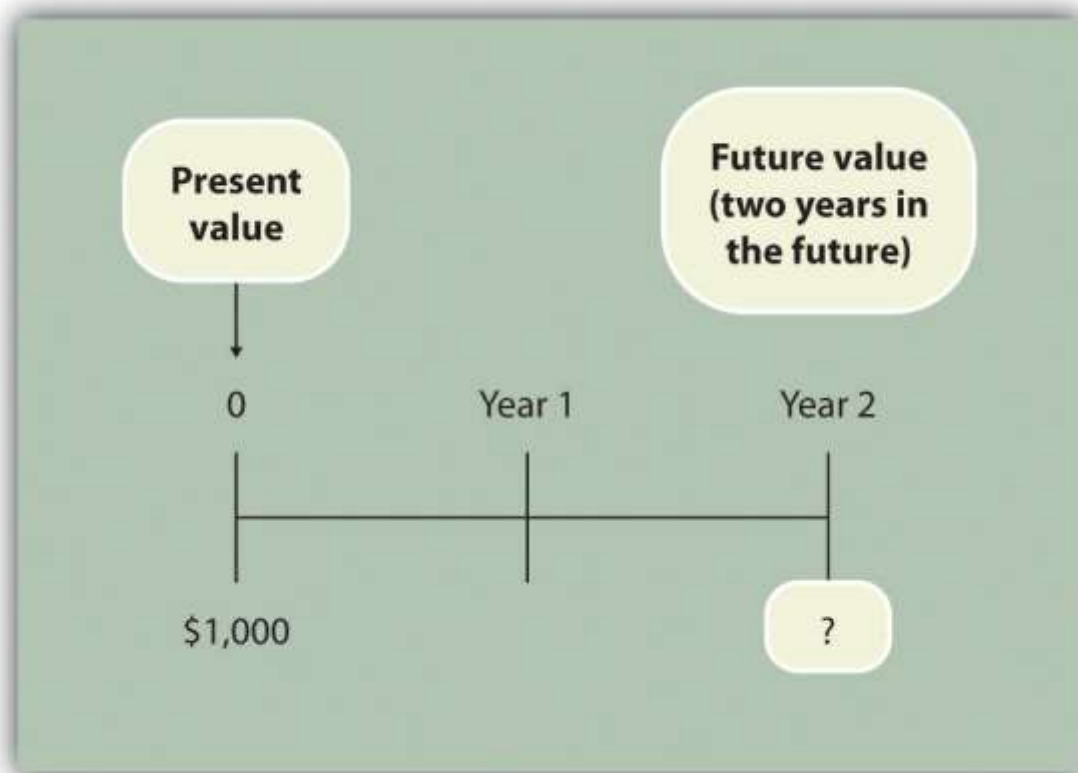 Present
value
Future value
(two years in
the future)
0
Year 1
Year 2
$1,000
?